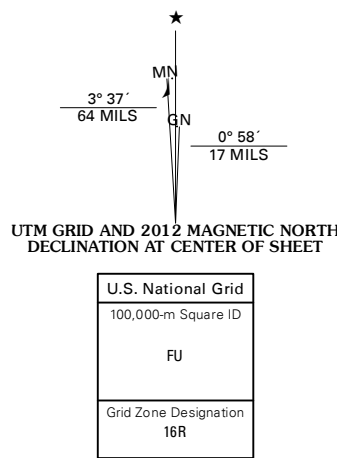 ★
MN
3° 37´
64 MILS
GN
0° 58´
17 MILS
UTM GRID AND 2012 MAGNETIC NORTH
DECLINATION AT CENTER OF SHEET
U.S. National Grid
100,000-m Square ID
FU
Grid Zone Designation
16R